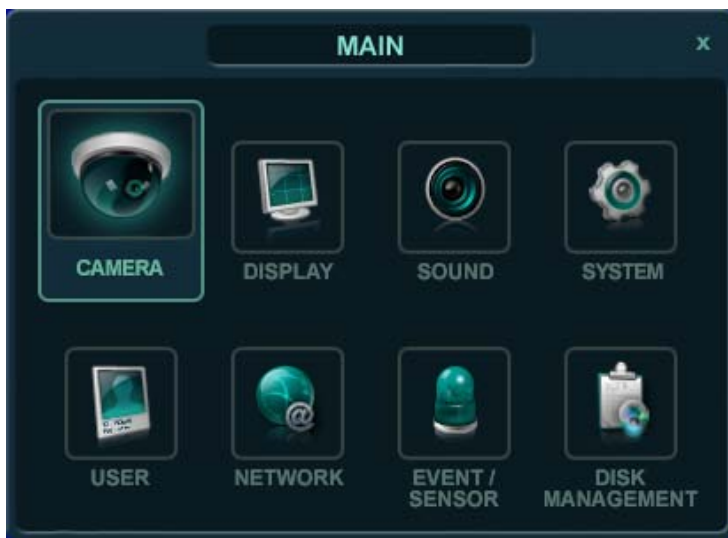 MAIN
x
CAMERA
DISPLAY
SOUND
SYSTEM
USER
NETWORK
EVENT /
SENSOR
DISK
MANAGEMENT